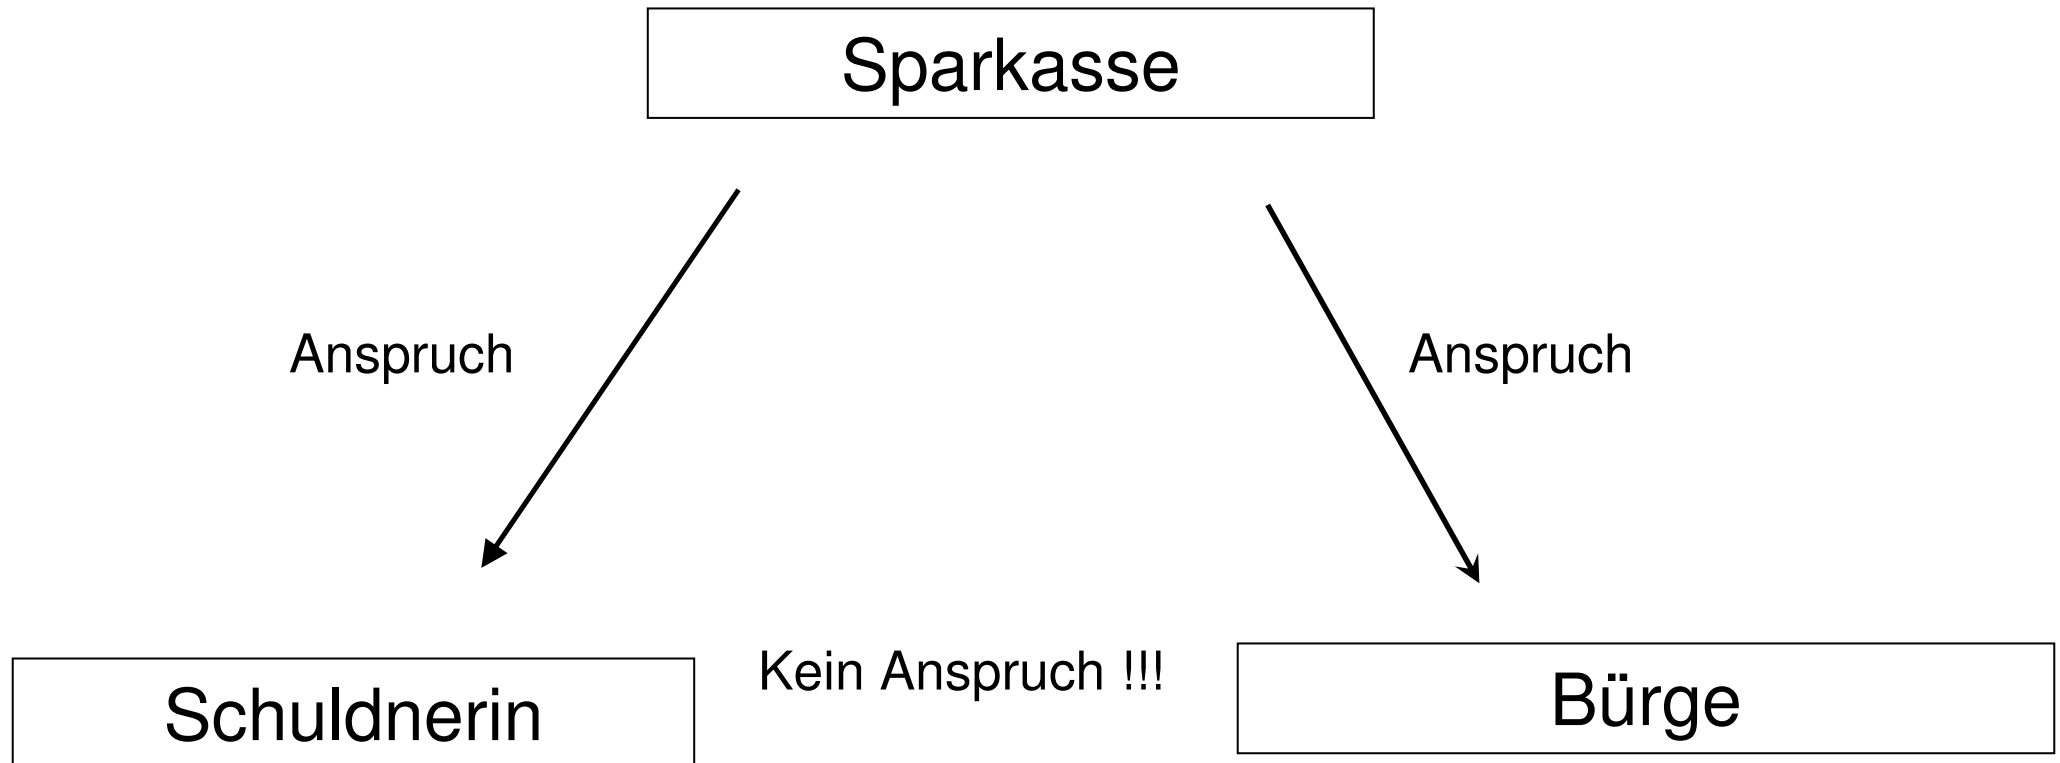 Sparkasse
Anspruch
Anspruch
Kein Anspruch !!!
Schuldnerin
Bürge